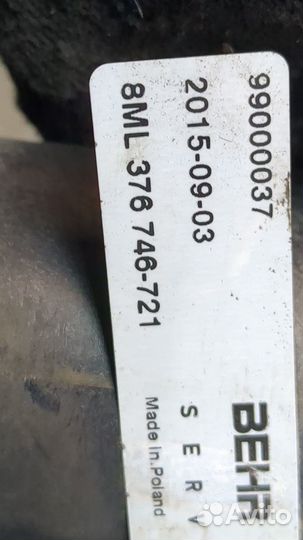 99000037
2015-09-03
8ML 376 746-721
BEHR
SERV
Made in Poland
Avito